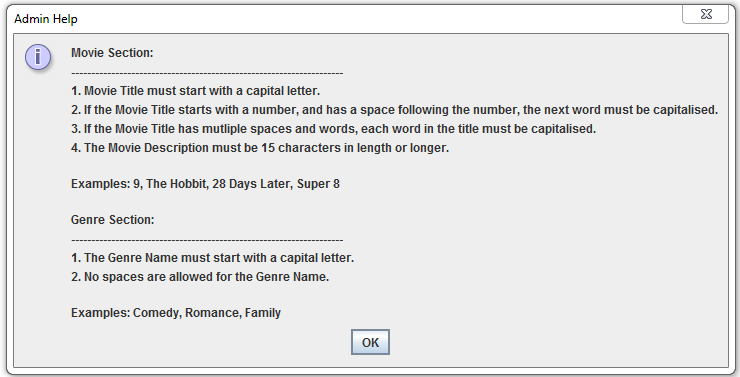 Admin Help
Movie Section:
--------------------------------------------------------------------
1. Movie Title must start with a capital letter.
2. If the Movie Title starts with a number, and has a space following the number, the next word must be capitalised.
3. If the Movie Title has mutliple spaces and words, each word in the title must be capitalised.
4. The Movie Description must be 15 characters in length or longer.
Examples: 9, The Hobbit, 28 Days Later, Super 8
Genre Section:
--------------------------------------------------------------------
1. The Genre Name must start with a capital letter.
2. No spaces are allowed for the Genre Name.
Examples: Comedy, Romance, Family
OK